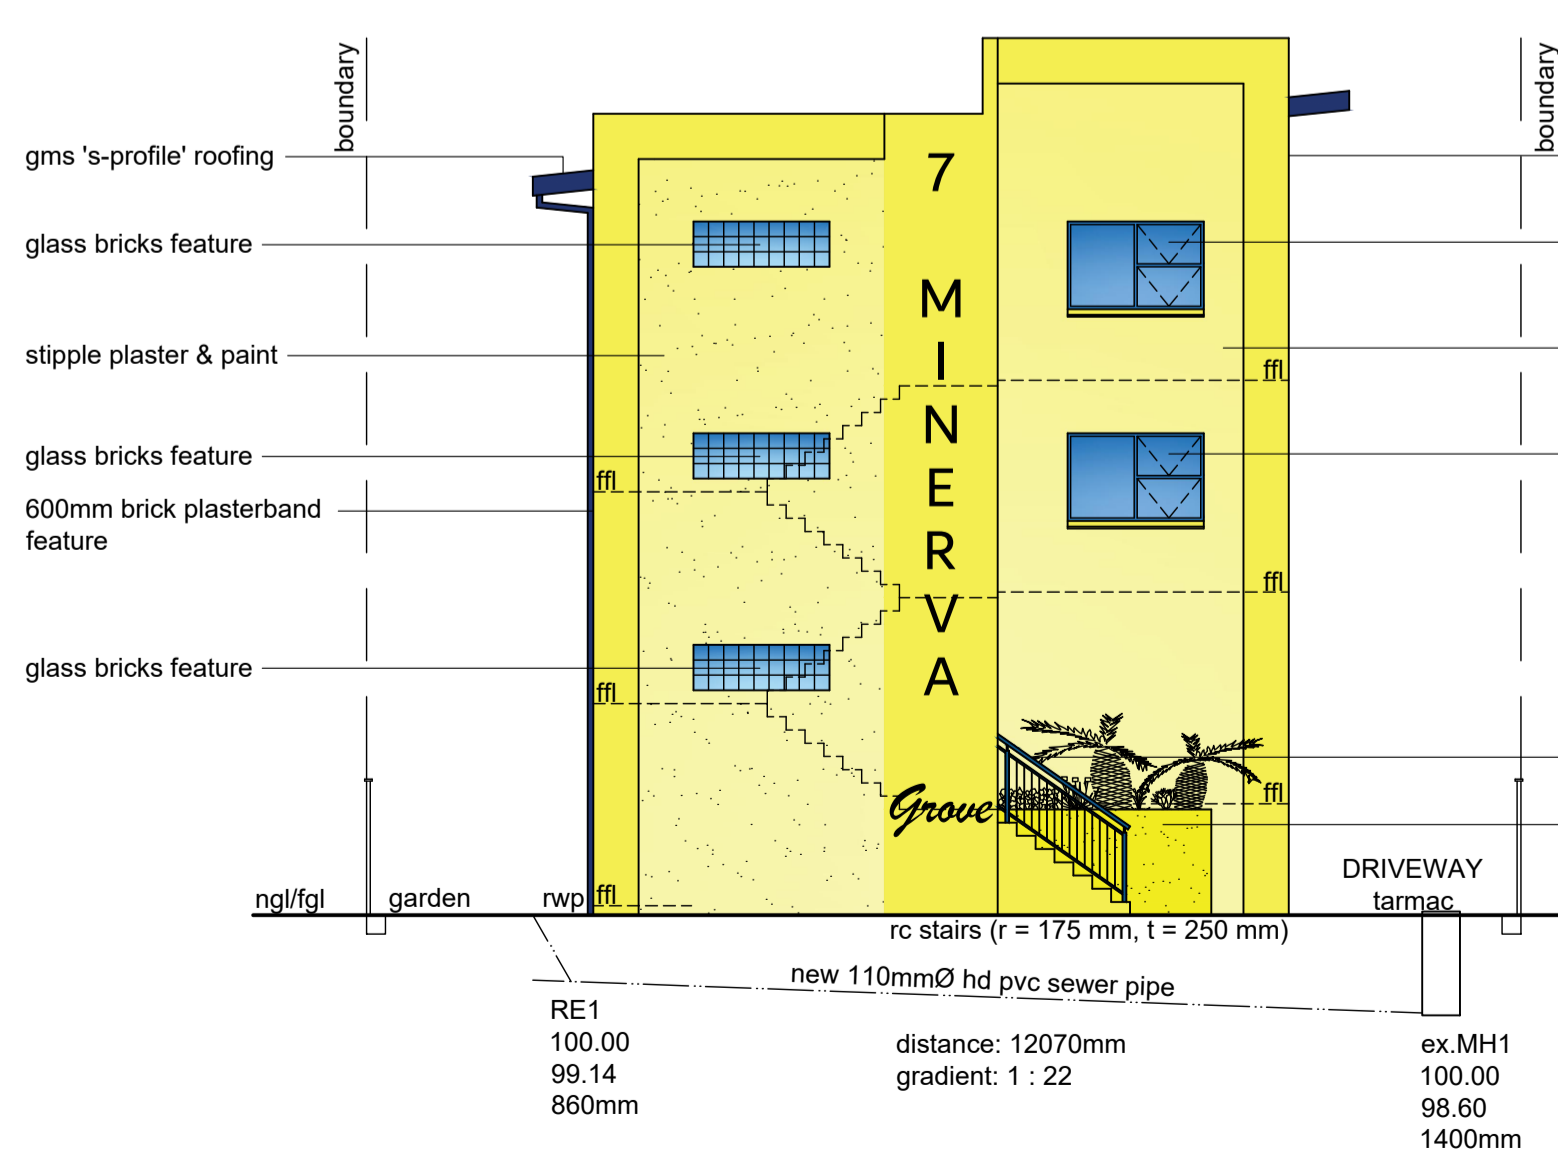 boundary
boundary
gms 's-profile' roofing
glass bricks feature
stipple plaster & paint
glass bricks feature
600mm brick plasterband
feature
glass bricks feature
7
M
I
N
E
R
V
A
Grove
ffl
ffl
ffl
ffl
ffl
ffl
ngl/fgl
garden
rwp
DRIVEWAY
tarmac
rc stairs (r = 175 mm, t = 250 mm)
new 110mmØ hd pvc sewer pipe
RE1
100.00
99.14
860mm
distance: 12070mm
gradient: 1 : 22
ex.MH1
100.00
98.60
1400mm